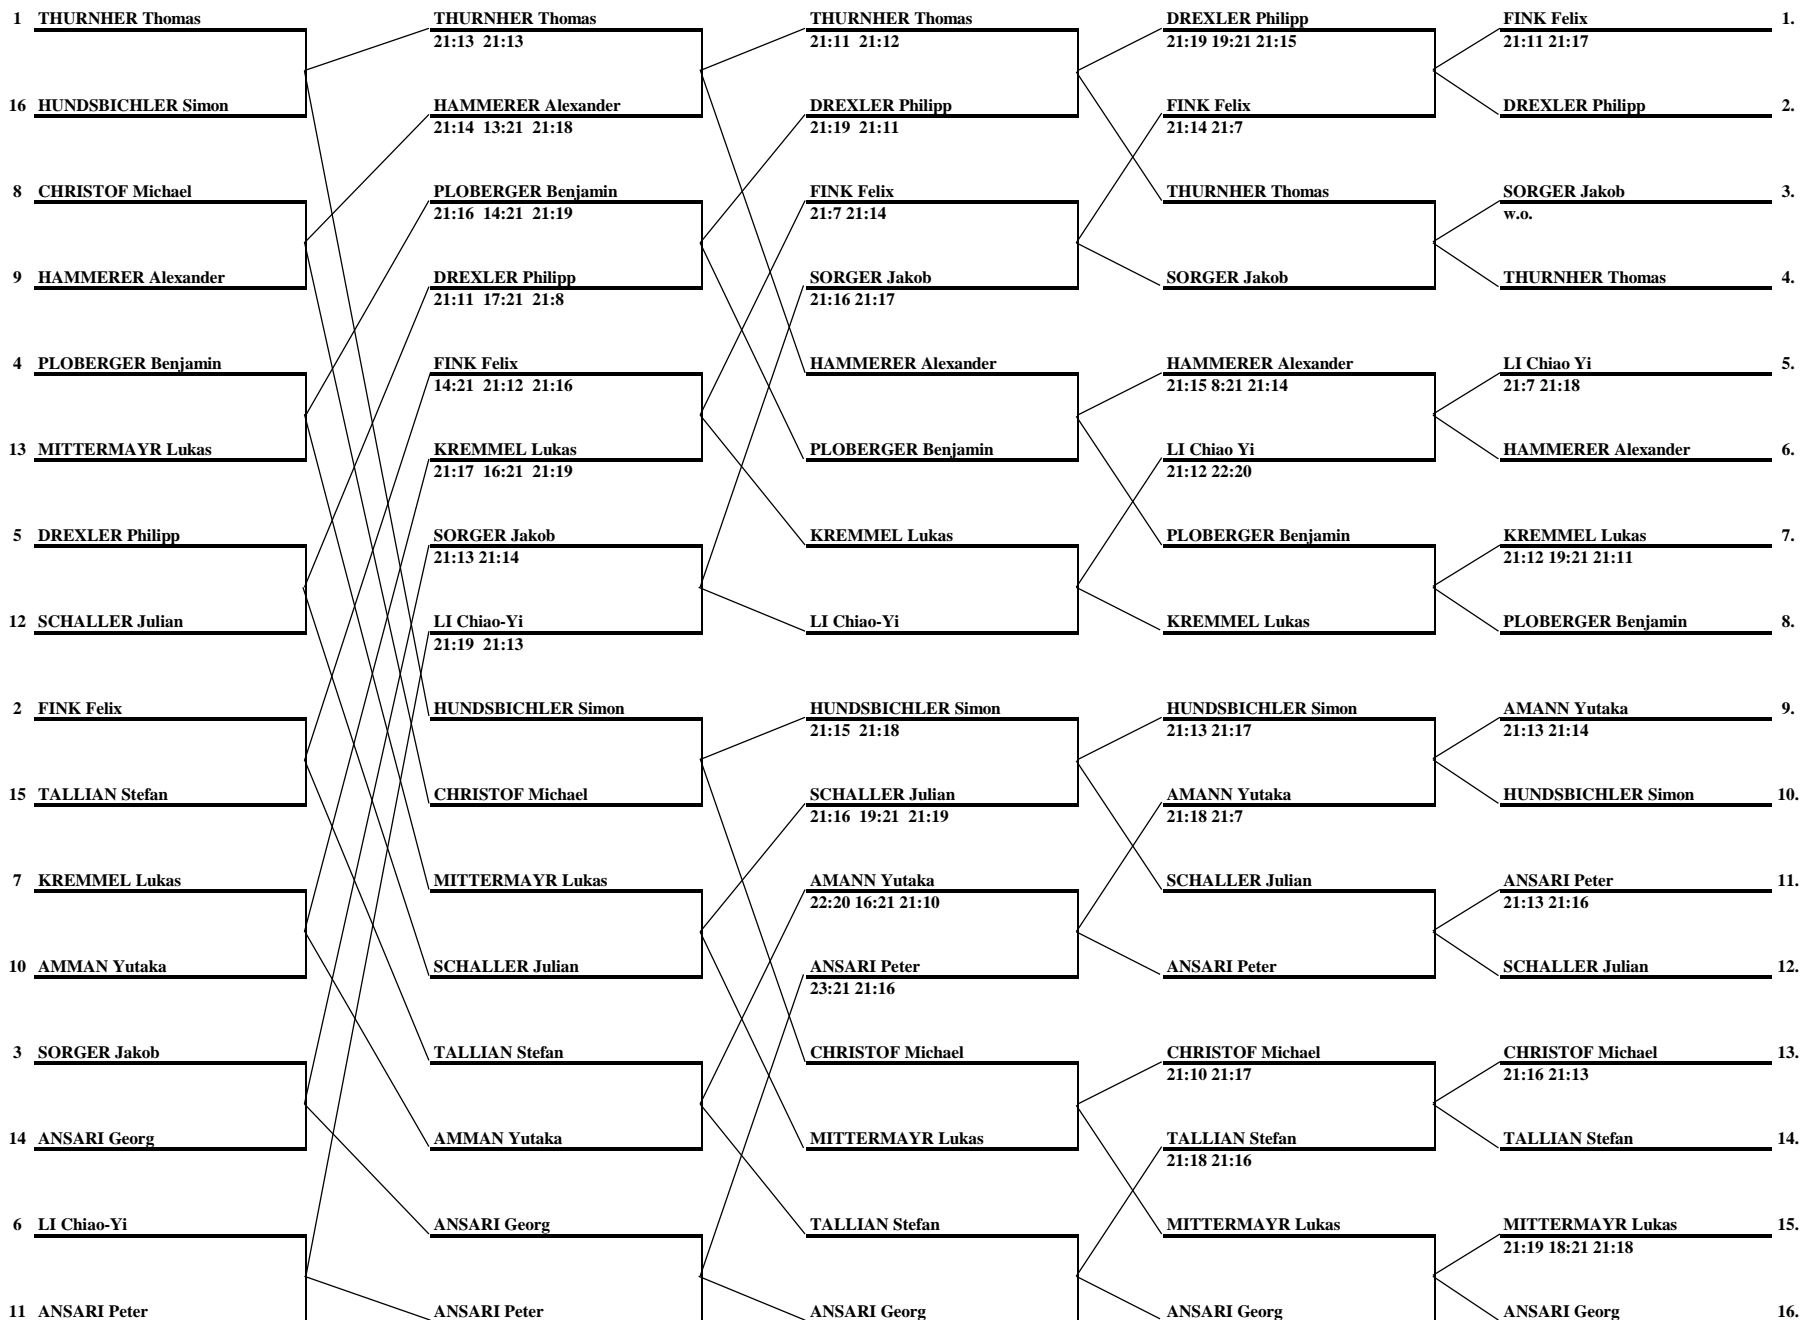 1 THURNHER Thomas THURNHER Thomas THURNHER Thomas DREXLER Philipp FINK Felix 1.
21:13 21:13 21:11 21:12 21:19 19:21 21:15 21:11 21:17
16 HUNDSBICHLER Simon HAMMERER Alexander DREXLER Philipp FINK Felix DREXLER Philipp 2.
21:14 13:21 21:18 21:19 21:11 21:14 21:7
8 CHRISTOF Michael PLOBERGER Benjamin FINK Felix THURNHER Thomas SORGER Jakob 3.
21:16 14:21 21:19 21:7 21:14 w.o.
9 HAMMERER Alexander DREXLER Philipp SORGER Jakob SORGER Jakob THURNHER Thomas 4.
21:11 17:21 21:8 21:16 21:17
4 PLOBERGER Benjamin FINK Felix HAMMERER Alexander HAMMERER Alexander LI Chiao Yi 5.
14:21 21:12 21:16 21:15 8:21 21:14 21:7 21:18
13 MITTERMAYR Lukas KREMMEL Lukas PLOBERGER Benjamin LI Chiao Yi HAMMERER Alexander 6.
21:17 16:21 21:19 21:12 22:20
5 DREXLER Philipp SORGER Jakob KREMMEL Lukas PLOBERGER Benjamin KREMMEL Lukas 7.
21:13 21:14 21:12 19:21 21:11
12 SCHALLER Julian LI Chiao-Yi LI Chiao-Yi KREMMEL Lukas PLOBERGER Benjamin 8.
21:19 21:13
2 FINK Felix HUNDSBICHLER Simon HUNDSBICHLER Simon HUNDSBICHLER Simon AMANN Yutaka 9.
21:15 21:18 21:13 21:17 21:13 21:14
15 TALLIAN Stefan CHRISTOF Michael SCHALLER Julian AMANN Yutaka HUNDSBICHLER Simon 10.
21:16 19:21 21:19 21:18 21:7
7 KREMMEL Lukas MITTERMAYR Lukas AMANN Yutaka SCHALLER Julian ANSARI Peter 11.
22:20 16:21 21:10 21:13 21:16
10 AMMAN Yutaka SCHALLER Julian ANSARI Peter ANSARI Peter SCHALLER Julian 12.
23:21 21:16
3 SORGER Jakob TALLIAN Stefan CHRISTOF Michael CHRISTOF Michael CHRISTOF Michael 13.
21:10 21:17 21:16 21:13
14 ANSARI Georg AMMAN Yutaka MITTERMAYR Lukas TALLIAN Stefan TALLIAN Stefan 14.
21:18 21:16
6 LI Chiao-Yi ANSARI Georg TALLIAN Stefan MITTERMAYR Lukas MITTERMAYR Lukas 15.
21:19 18:21 21:18
11 ANSARI Peter ANSARI Peter ANSARI Georg ANSARI Georg ANSARI Georg 16.